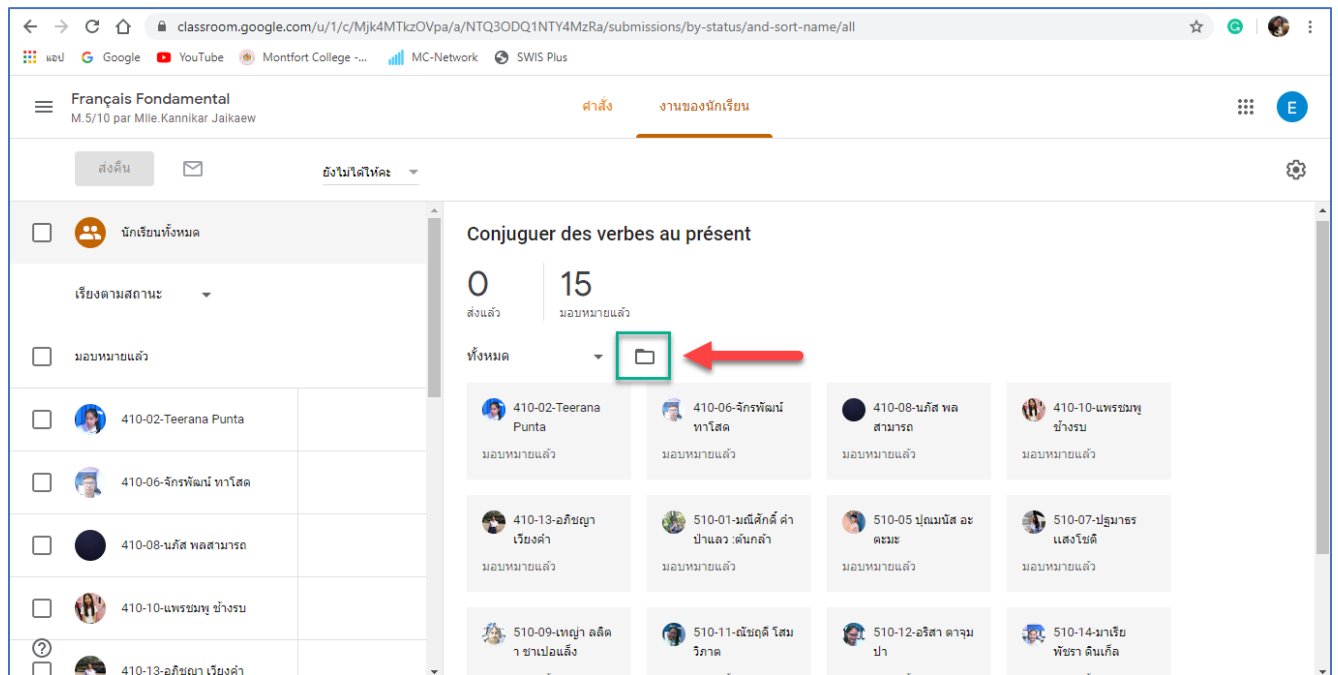 classroom.google.com/u/1/c/Mjk4MTkzOVpa/a/NTQ3ODQ1NTY4MzRa/submissions/by-status/and-sort-name/all
แอป Google YouTube Montfort College -... MC-Network SWIS Plus
Français Fondamental
M.5/10 par Mlle.Kannikar Jaikaew
คำสั่ง งานของนักเรียน
E
ส่งคืน ยังไม่ได้ให้คะ
นักเรียนทั้งหมด
เรียงตามสถานะ
มอบหมายแล้ว
410-02-Teerana Punta
410-06-จักรพัฒน์ ทาโสด
410-08-นภัส พลสามารถ
410-10-แพรชมพู ช้างรบ
410-13-อภิชญา เวียงคำ
Conjuguer des verbes au présent
0 15
ส่งแล้ว มอบหมายแล้ว
ทั้งหมด
410-02-Teerana
Punta
มอบหมายแล้ว
410-06-จักรพัฒน์
ทาโสด
มอบหมายแล้ว
410-08-นภัส พล
สามารถ
มอบหมายแล้ว
410-10-แพรชมพู
ช้างรบ
มอบหมายแล้ว
410-13-อภิชญา
เวียงคำ
มอบหมายแล้ว
510-01-มณีศักดิ์ คำ
ป่าแลว :ต้นกล้า
มอบหมายแล้ว
510-05 ปุณมนัส อะ
ตะมะ
มอบหมายแล้ว
510-07-ปฐมาธร
แสงโชติ
มอบหมายแล้ว
510-09-เทญ่า ลลิต
า ชาเปอแล็ง
510-11-ณัชฤดี โสม
วิภาต
510-12-อริสา ตาจุม
ปา
510-14-มาเรีย
พัชรา ดินเกิ้ล